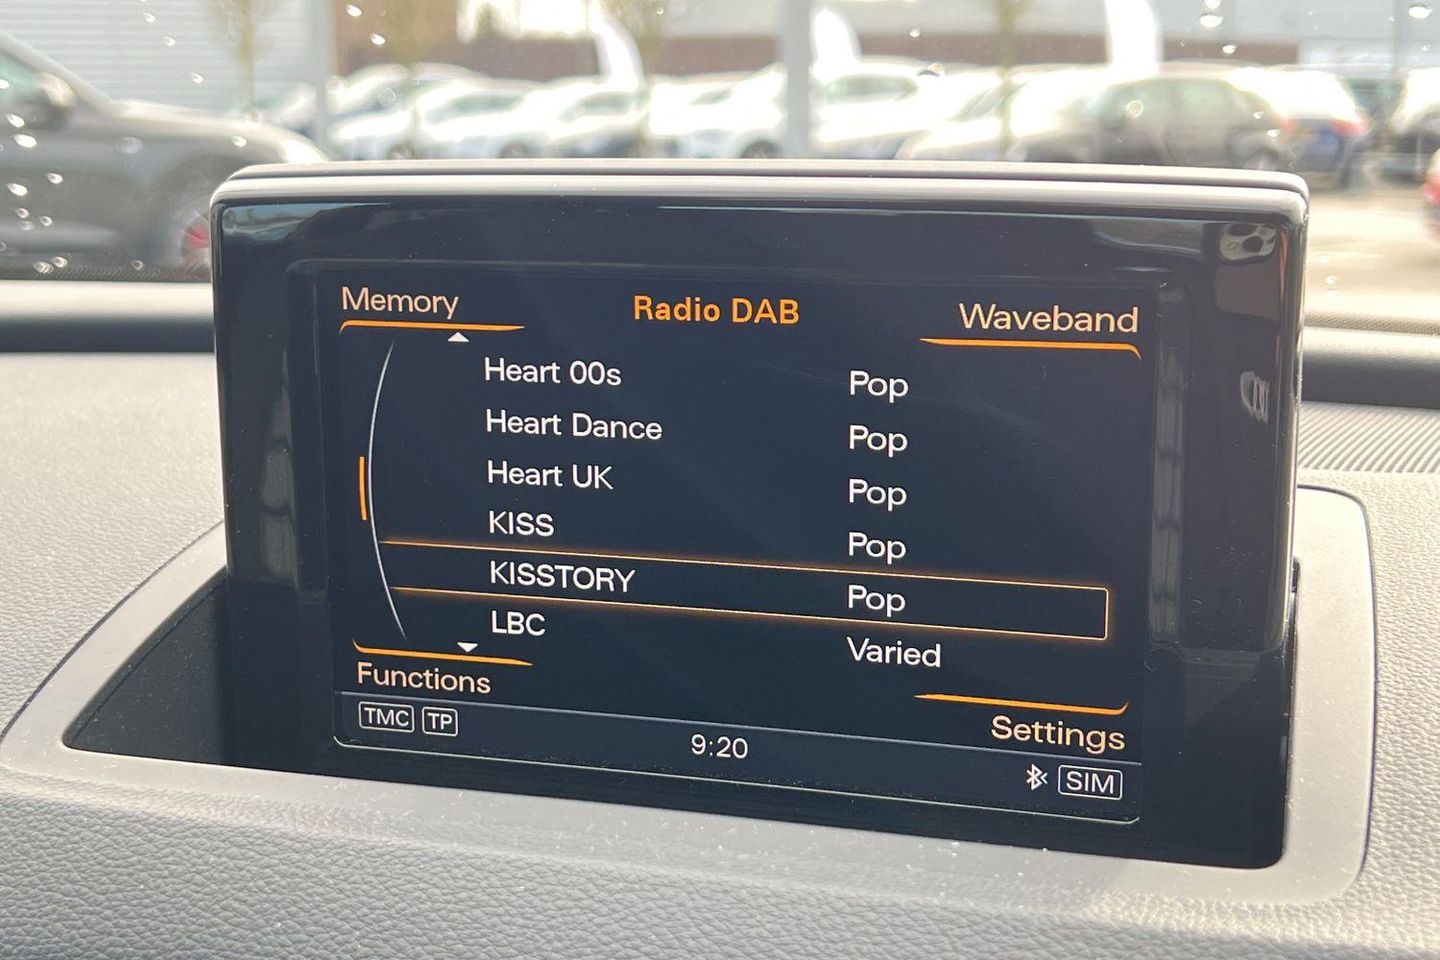 Memory Radio DAB Waveband
Heart 00s Pop
Heart Dance Pop
Heart UK Pop
KISS Pop
KISSTORY Pop
LBC Varied
Functions Settings
TMC TP 9:20 SIM